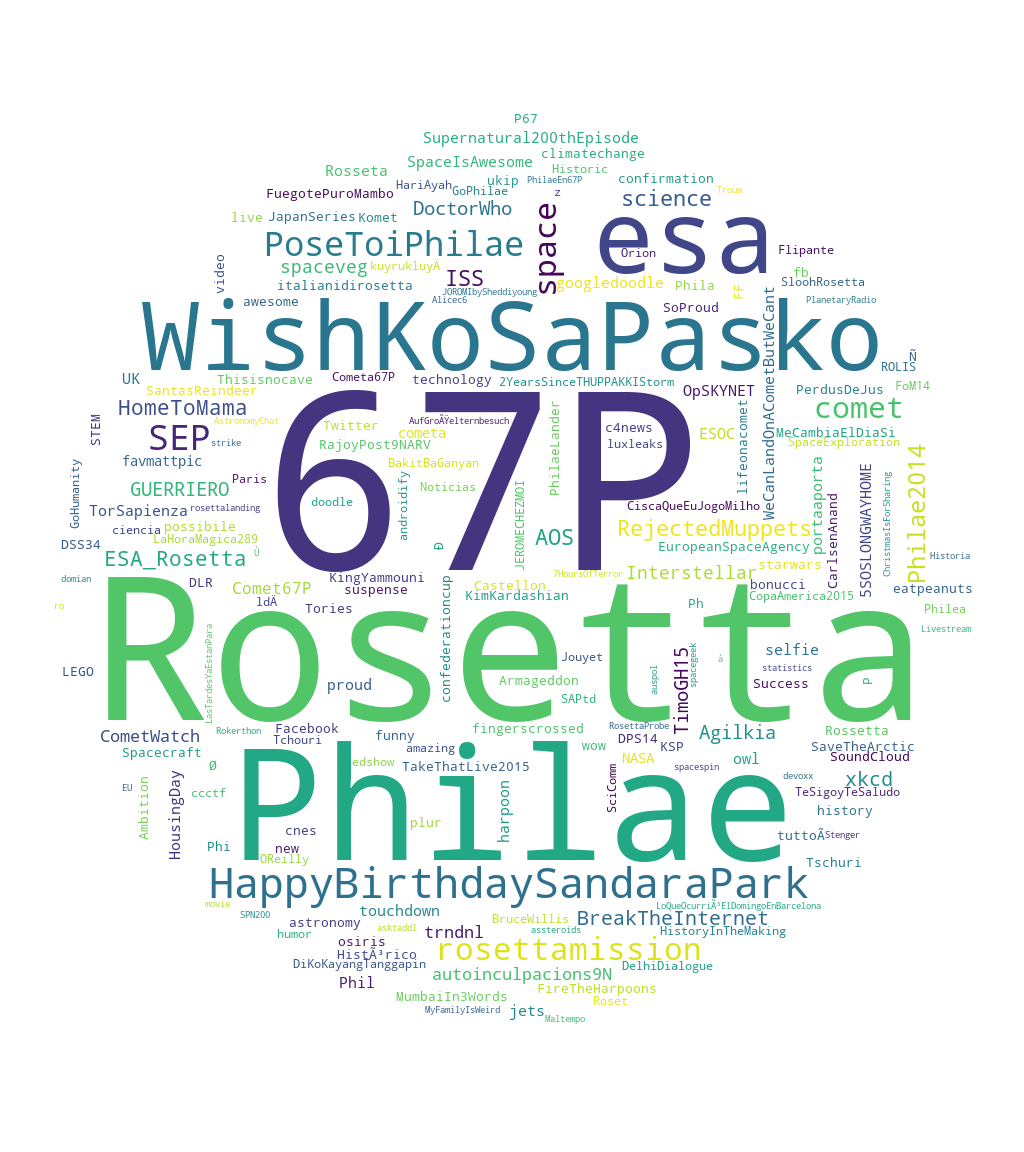 P67
Supernatural200thEpisode
climatechange
SpaceIsAwesome
Historic
Rosseta
ukip
PhilaeEn67P
confirmation
HariAyah
GoPhilae
z
Trouw
FuegotePuroMambo
science
DoctorWho
space
esa
live
JapanSeries
Komet
PoseToiPhilae
Orion
Flipante
video
spaceveg
kuyrukluyÄ
ISS
fb
italianidirosetta
JOROMIbySheddiyoung
googledoodle
Phila
FF
SloohRosetta
awesome
Alicec6
SoProud
PlanetaryRadio
WishKoSaPasko
WeCanLandOnACometButWeCant
Ñ
ROLIS
UK
Thisisnocave
Cometa67P
technology
2YearsSinceTHUPPAKKIStorm
OpSKYNET
PerdusDeJus
FoM14
SantasReindeer
HomeToMama
comet
STEM
AstronomyChat
Twitter
AufGroÃŸelternbesuch
c4news
ESOC
MeCambiaElDiaSi
SEP
strike
RajoyPost9NARV
cometa
luxleaks
SpaceExploration
67P
favmattpic
BakitBaGanyan
PhilaeLander
lifeonacomet
GoHumanity
Paris
GUERRIERO
Noticias
doodle
androidify
TorSapienza
rosettalanding
CiscaQueEuJogoMilho
portaaporta
5SOSLONGWAYHOME
ChristmasIsForSharing
Philae2014
ciencia
possibile
RejectedMuppets
CarlsenAnand
LaHoraMagica289
AOS
JEROMECHEZMOI
DSS34
Ù
Ð
EuropeanSpaceAgency
Historia
ESA_Rosetta
starwars
domian
DLR
Comet67P
KingYammouni
suspense
Castellon
7HoursOfTerror
Interstellar
bonucci
eatpeanuts
KimKardashian
CopaAmerica2015
ro
ldÄ
Tories
confederationcup
Ph
Philea
Rosetta
Livestream
LasTardesYaEstanPara
LEGO
proud
Jouyet
TimoGH15
spacegeek
selfie
statistics
Armageddon
auspol
Success
P
SAPtd
CometWatch
Rokerthon
Facebook
Tchouri
funny
fingerscrossed
RosettaProbe
DPS14
Agilkia
Rossetta
Spacecraft
amazing
wow
KSP
SaveTheArctic
NASA
owl
SoundCloud
Ø
edshow
TakeThatLive2015
spacespin
devoxx
xkcd
EU
Ambition
HousingDay
ccctf
Philae
SciComm
TeSigoyTeSaludo
history
plur
harpoon
cnes
tuttoÃ
Stenger
Phi
new
OReilly
Tschuri
HappyBirthdaySandaraPark
movie
SPN200
touchdown
LoQueOcurriÃ³ElDomingoEnBarcelona
astronomy
BruceWillis
BreakTheInternet
asktaddl
humor
trndnl
assteroids
HistoryInTheMaking
osiris
rosettamission
HistÃ³rico
DiKoKayangTanggapin
autoinculpacions9N
DelhiDialogue
Phil
FireTheHarpoons
MumbaiIn3Words
Roset
MyFamilyIsWeird
jets
Maltempo